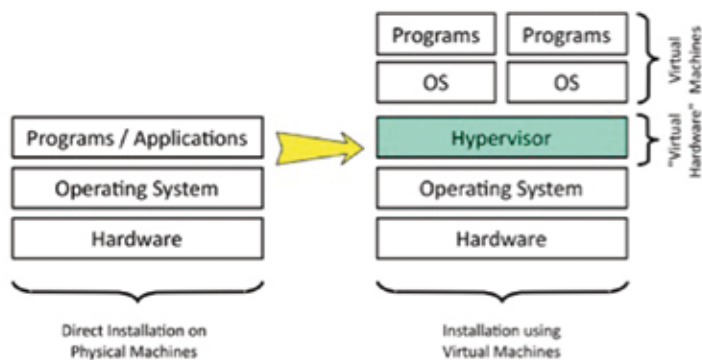 Programs Programs
OS OS
Virtual
Machines
Programs / Applications
Hypervisor
"Virtual
Hardware"
Operating System
Operating System
Hardware
Hardware
Direct Installation on
Physical Machines
Installation using
Virtual Machines